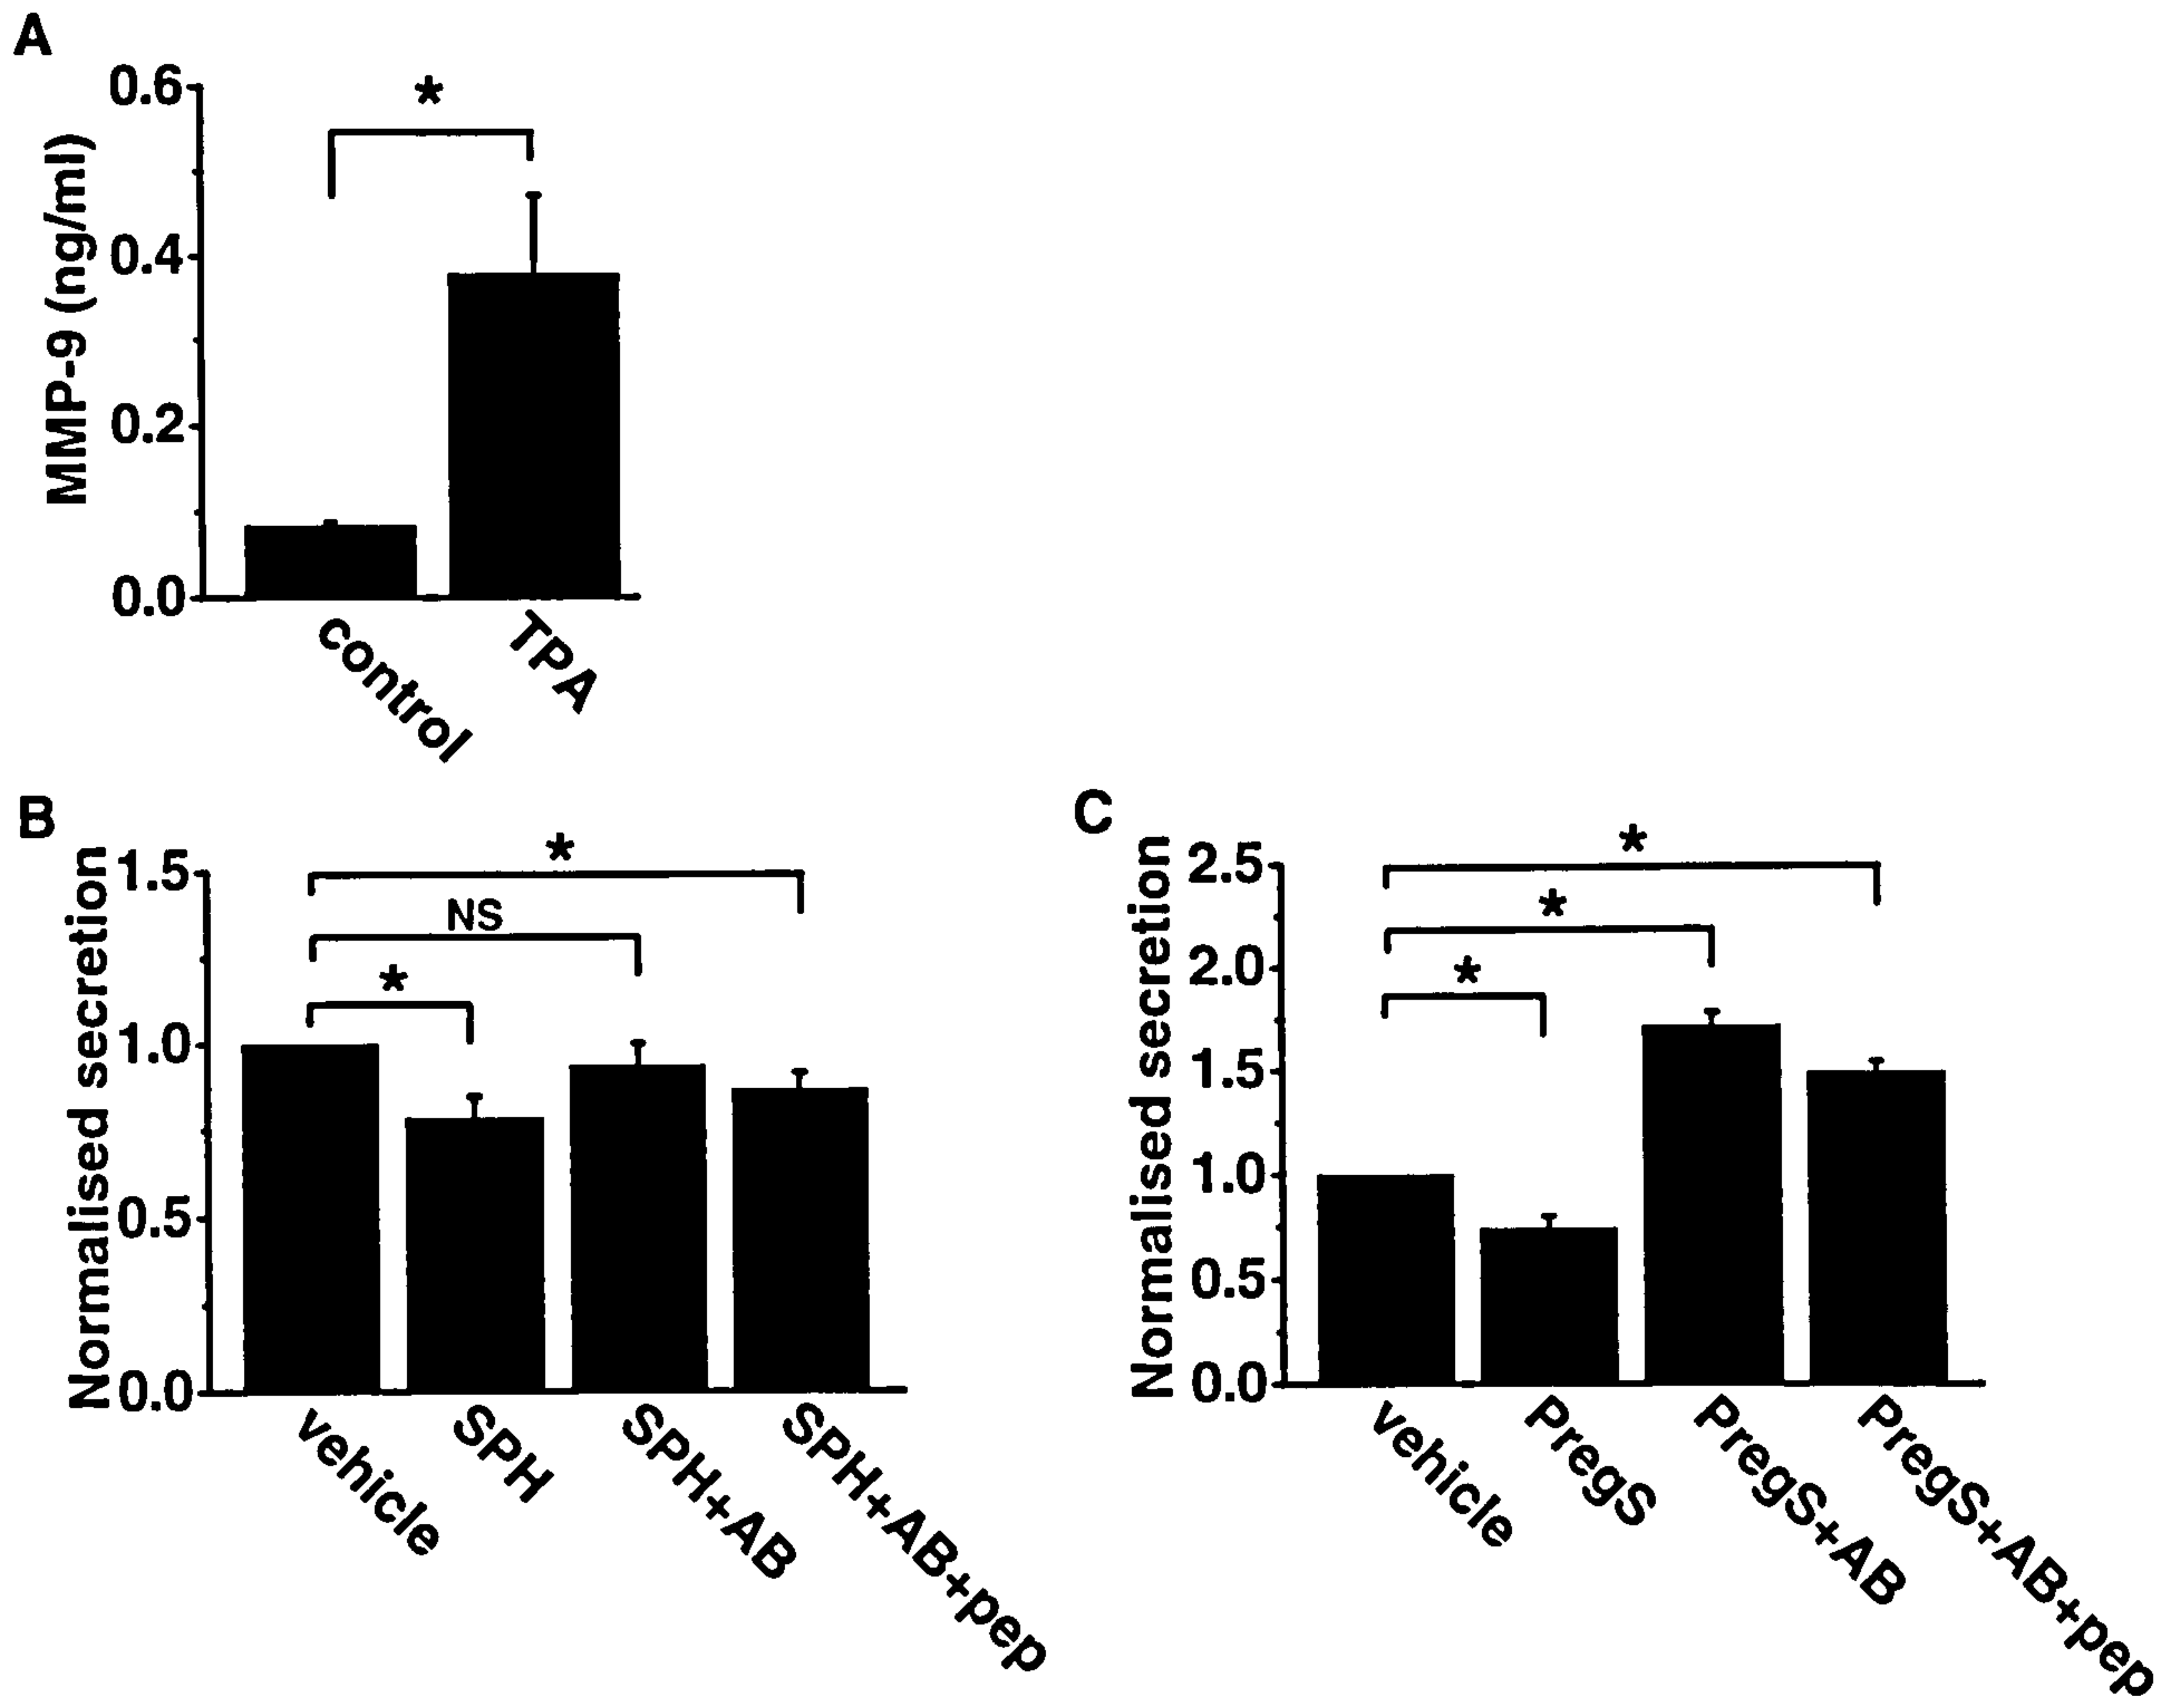 A
0.6
0.4
0.2
0.0
MMP-9 (ng/ml)
*
control
TPA
B
1.5
1.0
0.5
0.0
Normalised secretion
*
NS
*
vehicle
SPH
SPH+AB
SPH+AB+pep
C
2.5
2.0
1.5
1.0
0.5
0.0
Normalised secretion
*
*
*
vehicle
PregS
PregS+AB
PregS+AB+pep